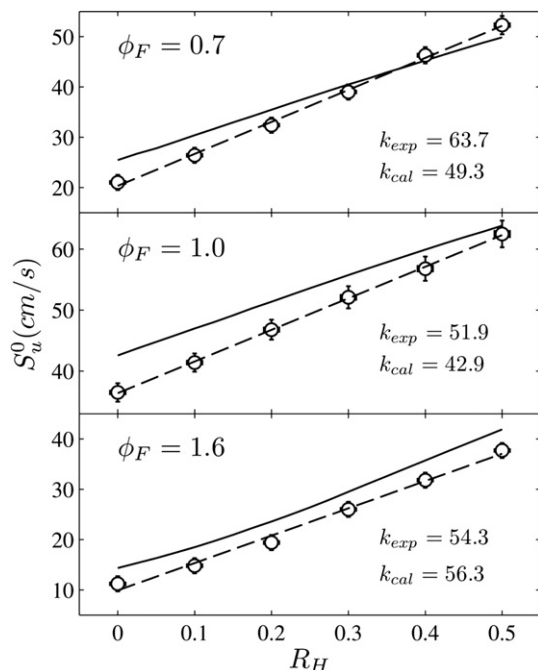 50
40
30
20
ϕ_F = 0.7
k_exp = 63.7
k_cal = 49.3
60
50
40
ϕ_F = 1.0
k_exp = 51.9
k_cal = 42.9
S_u^0(cm/s)
40
30
20
10
ϕ_F = 1.6
k_exp = 54.3
k_cal = 56.3
0 0.1 0.2 0.3 0.4 0.5
R_H